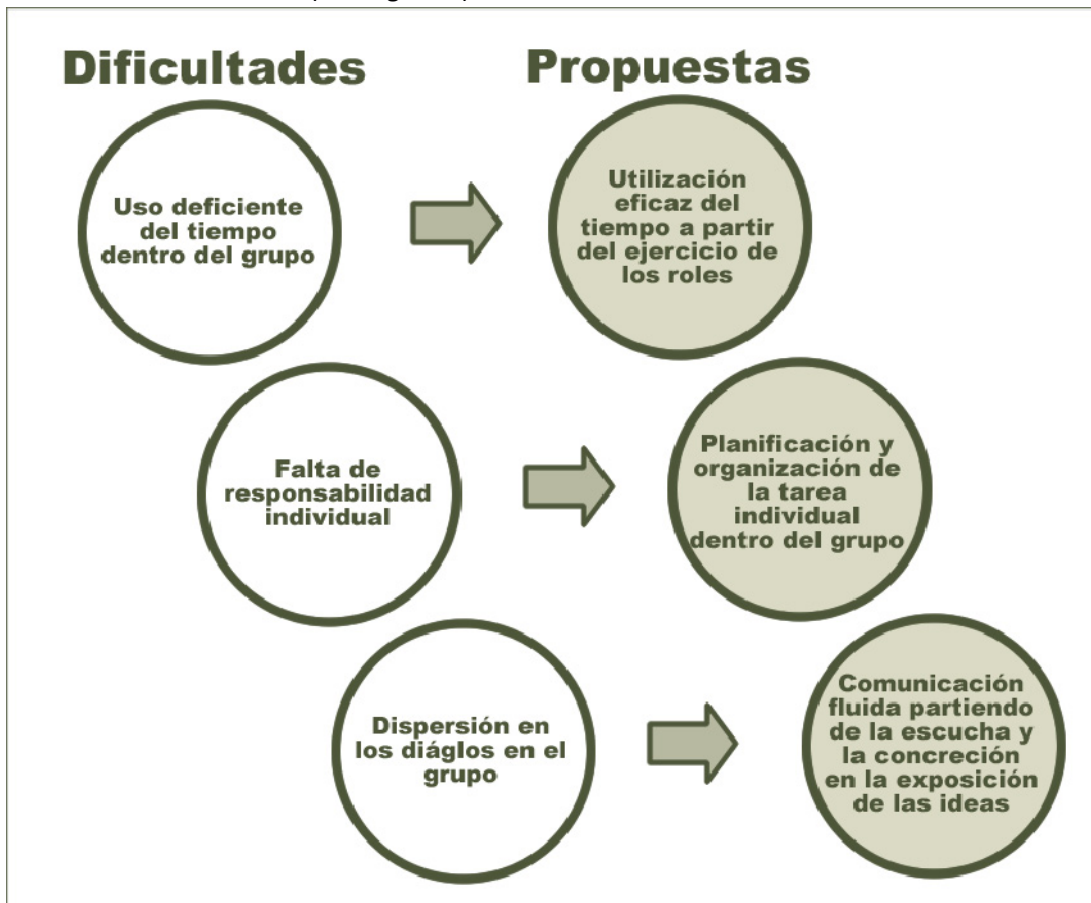 Dificultades
Propuestas
Uso deficiente
del tiempo
dentro del grupo
Utilización
eficaz del
tiempo a partir
del ejercicio de
los roles
Falta de
responsabilidad
individual
Planificación y
organización de
la tarea
individual
dentro del grupo
Dispersión en
los diáglos en el
grupo
Comunicación
fluida partiendo
de la escucha y
la concreción
en la exposición
de las ideas